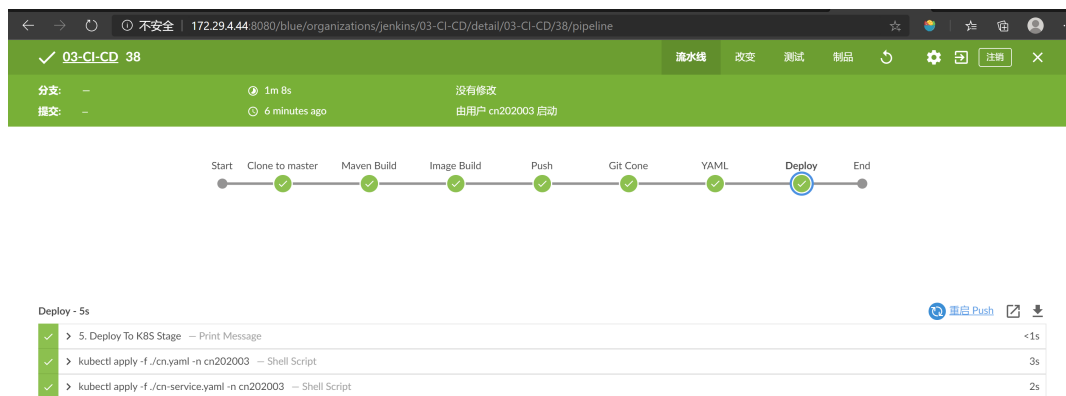 不安全 172.29.4.44:8080/blue/organizations/jenkins/03-CI-CD/detail/03-CI-CD/38/pipeline
03-CI-CD 38 流水线 改变 测试 制品 注销
分支: — 1m 8s 没有修改
提交: – 6 minutes ago 由用户 cn202003 启动
Start Clone to master Maven Build Image Build Push Git Cone YAML Deploy End
Deploy - 5s 重启 Push
5. Deploy To K8S Stage — Print Message <1s
kubectl apply -f ./cn.yaml -n cn202003 — Shell Script 3s
kubectl apply -f ./cn-service.yaml -n cn202003 — Shell Script 2s